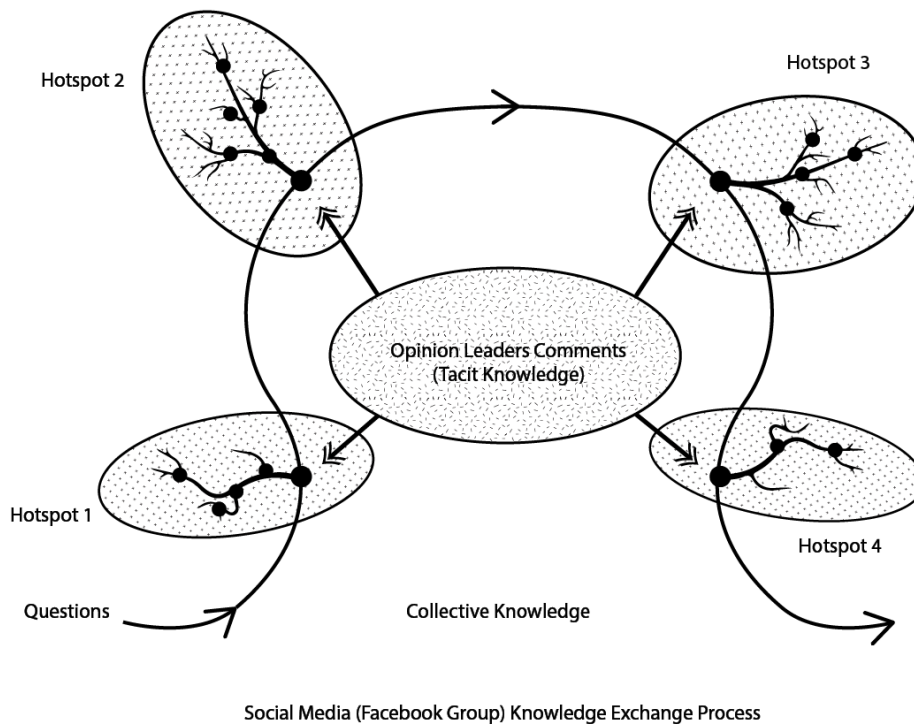 Hotspot 2
Hotspot 3
Opinion Leaders Comments
(Tacit Knowledge)
Hotspot 1
Hotspot 4
Questions
Collective Knowledge
Social Media (Facebook Group) Knowledge Exchange Process